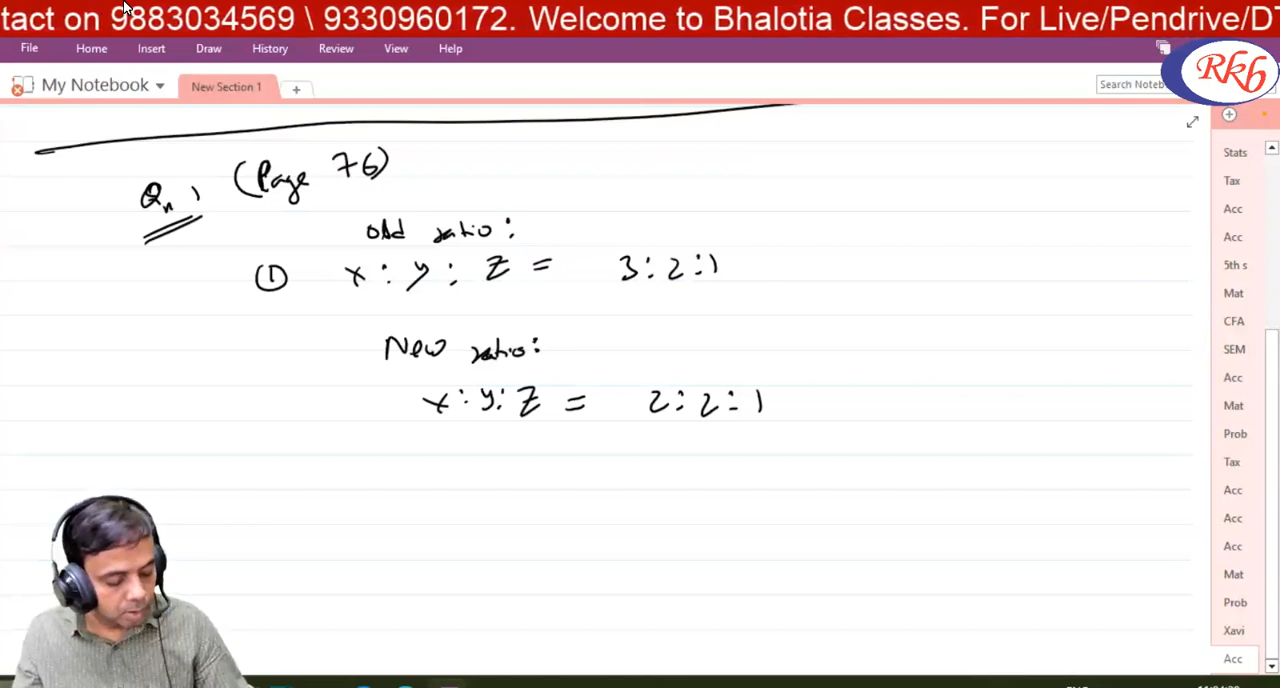 tact on 9883034569 \ 9330960172. Welcome to Bhalotia Classes. For Live/Pendrive/DT
File Home Insert Draw History Review View Help
Rkb
My Notebook New Section 1 + Search Noteb
Stats
Tax
Acc
Acc
5th s
Mat
CFA
SEM
Acc
Mat
Prob
Tax
Acc
Acc
Acc
Mat
Prob
Xavi
Acc
Qn 1 (Page 76)
Old ratio:
① x : y : z = 3:2:1
New ratio:
x : y : z = 2:2:1